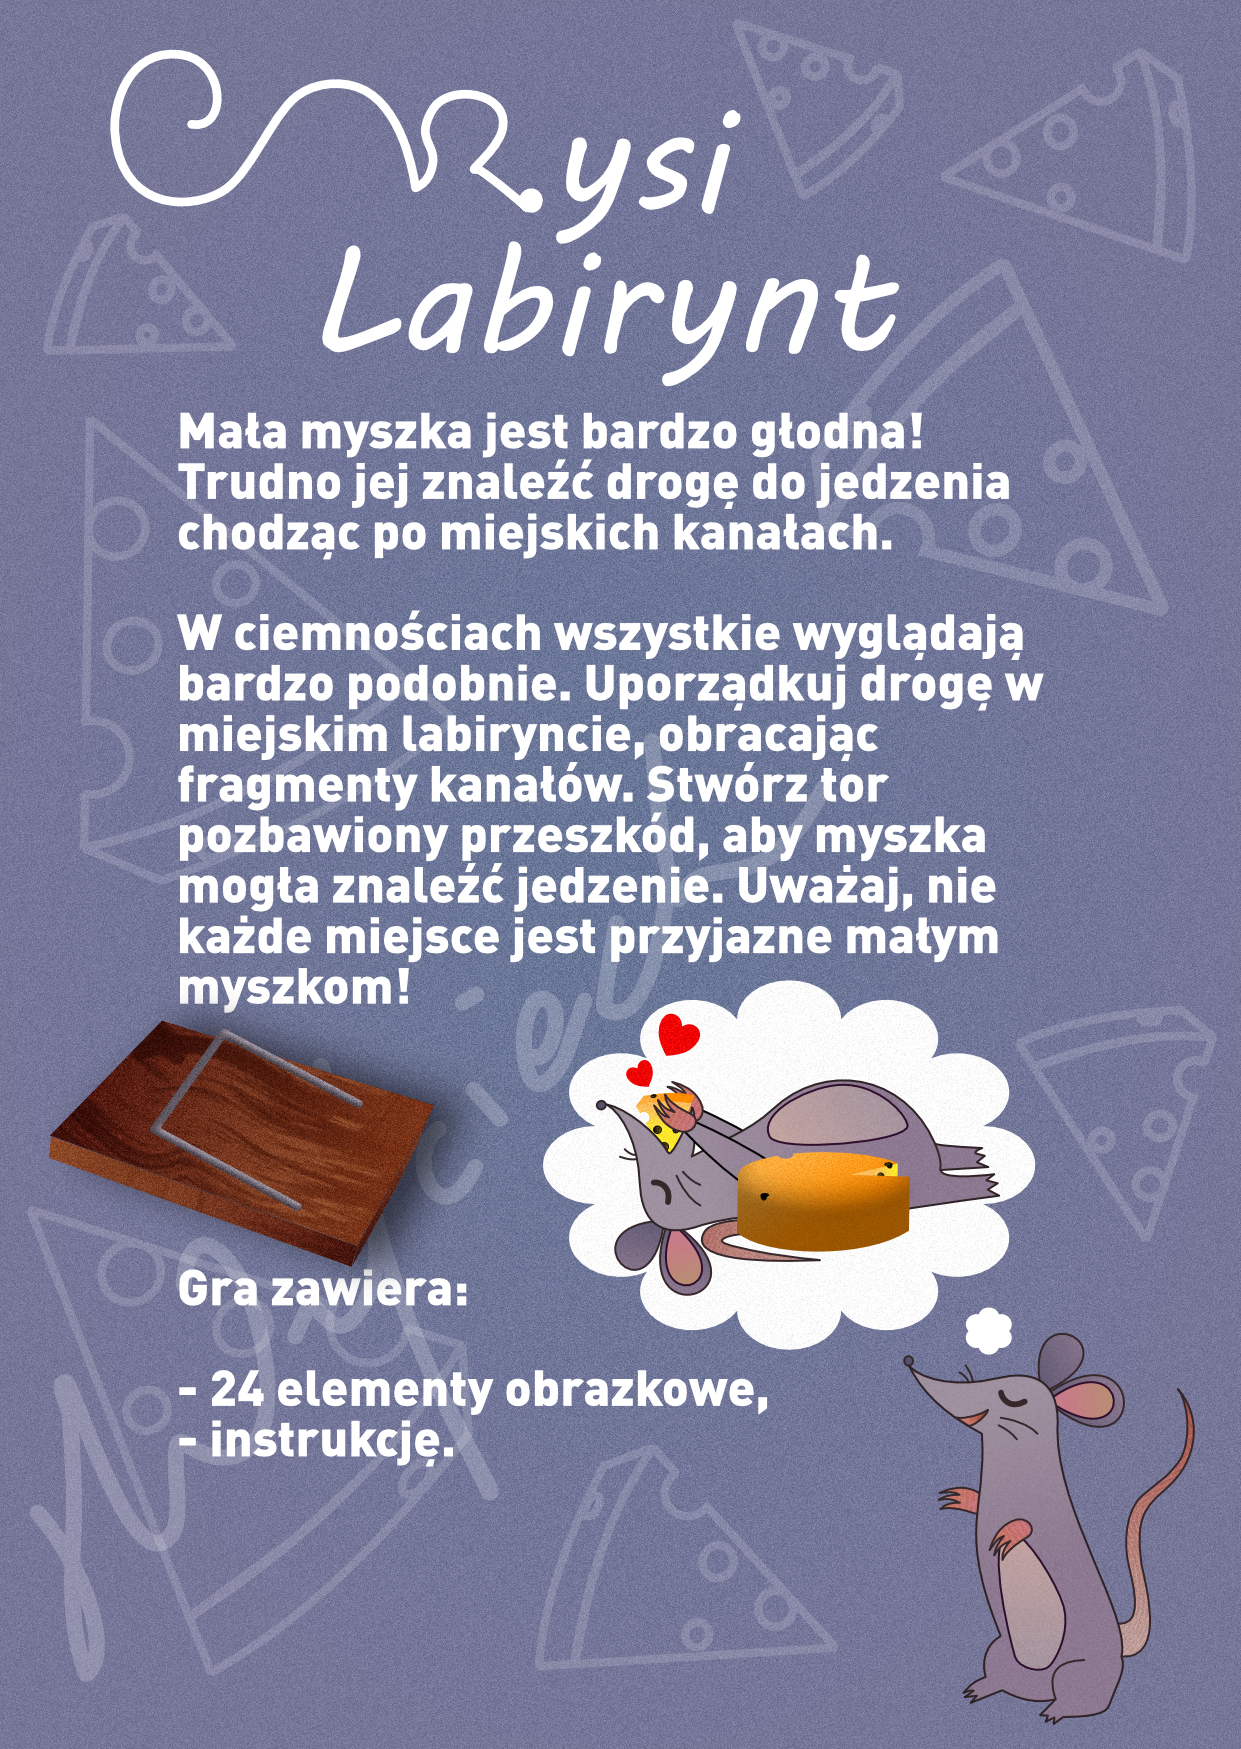 Mysi
Labirynt
Mała myszka jest bardzo głodna!
Trudno jej znaleźć drogę do jedzenia
chodząc po miejskich kanałach.
W ciemnościach wszystkie wyglądają
bardzo podobnie. Uporządkuj drogę w
miejskim labiryncie, obracając
fragmenty kanałów. Stwórz tor
pozbawiony przeszkód, aby myszka
mogła znaleźć jedzenie. Uważaj, nie
każde miejsce jest przyjazne małym
myszkom!
Gra zawiera:
- 24 elementy obrazkowe,
- instrukcję.